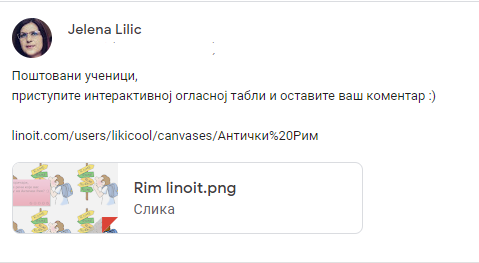 Jelena Lilic
Поштовани ученици,
приступите интерактивној огласној табли и оставите ваш коментар :)
linoit.com/users/likicool/canvases/Антички%20Рим
Rim linoit.png
Слика